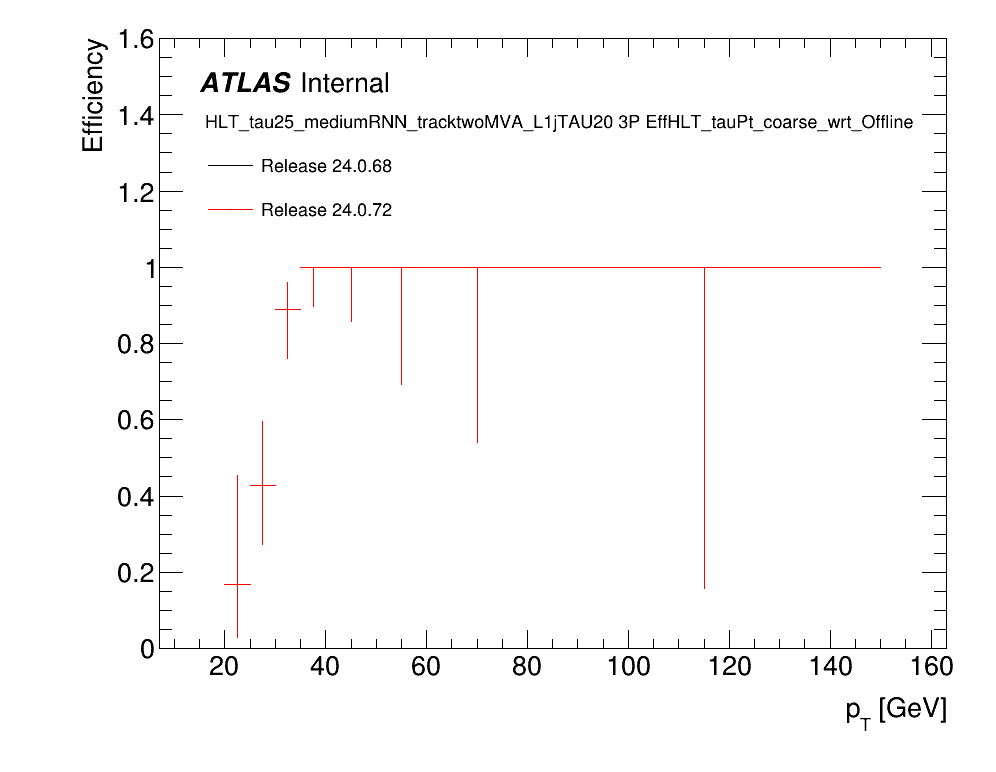 Efficiency
1.6
1.4
1.2
1
0.8
0.6
0.4
0.2
0
ATLAS Internal
HLT_tau25_mediumRNN_tracktwoMVA_L1jTAU20 3P EffHLT_tauPt_coarse_wrt_Offline
Release 24.0.68
Release 24.0.72
20 40 60 80 100 120 140 160
p_T [GeV]